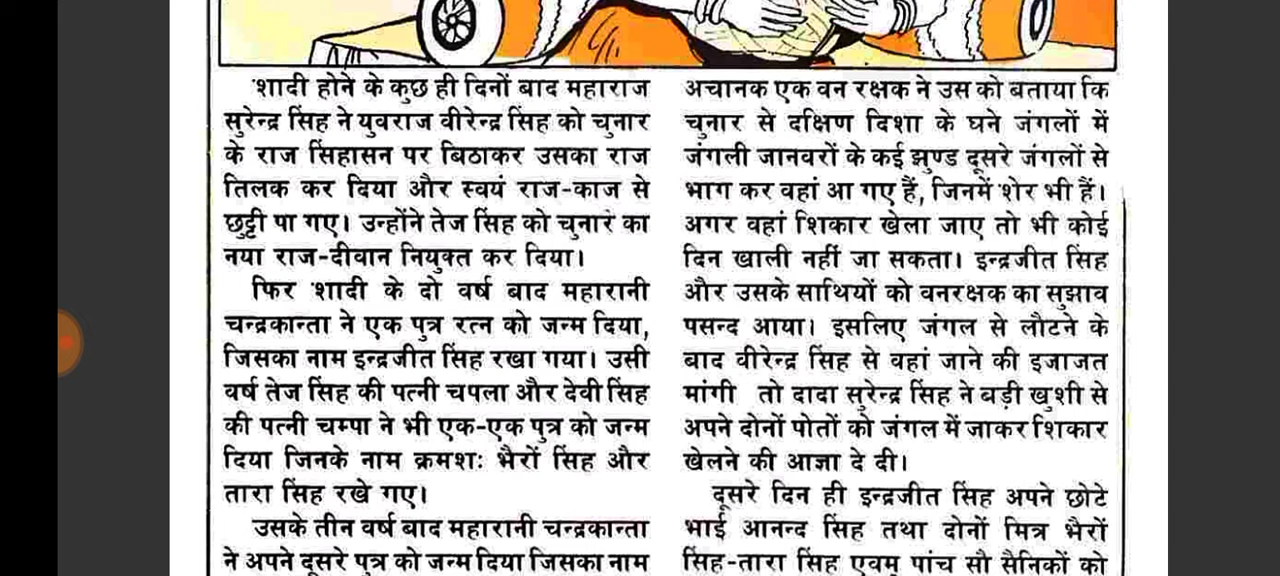 शादी होने के कुछ ही दिनों बाद महाराज
सुरेन्द्र सिंह ने युवराज वीरेन्द्र सिंह को चुनार
के राज सिंहासन पर बिठाकर उसका राज
तिलक कर दिया और स्वयं राज-काज से
छुट्टी पा गए। उन्होंने तेज सिंह को चुनार का
नया राज-दीवान नियुक्त कर दिया।
फिर शादी के दो वर्ष बाद महारानी
चन्द्रकान्ता ने एक पुत्र रत्न को जन्म दिया,
जिसका नाम इन्द्रजीत सिंह रखा गया। उसी
वर्ष तेज सिंह की पत्नी चपला और देवी सिंह
की पत्नी चम्पा ने भी एक-एक पुत्र को जन्म
दिया जिनके नाम क्रमशः भैरों सिंह और
तारा सिंह रखे गए।
उसके तीन वर्ष बाद महारानी चन्द्रकान्ता
ने अपने दूसरे पुत्र को जन्म दिया जिसका नाम
अचानक एक वन रक्षक ने उस को बताया कि
चुनार से दक्षिण दिशा के घने जंगलों में
जंगली जानवरों के कई झुण्ड दूसरे जंगलों से
भाग कर वहां आ गए हैं, जिनमें शेर भी हैं।
अगर वहां शिकार खेला जाए तो भी कोई
दिन खाली नहीं जा सकता। इन्द्रजीत सिंह
और उसके साथियों को वनरक्षक का सुझाव
पसन्द आया। इसलिए जंगल से लौटने के
बाद वीरेन्द्र सिंह से वहां जाने की इजाजत
मांगी तो दादा सुरेन्द्र सिंह ने बड़ी खुशी से
अपने दोनों पोतों को जंगल में जाकर शिकार
खेलने की आज्ञा दे दी।
दूसरे दिन ही इन्द्रजीत सिंह अपने छोटे
भाई आनन्द सिंह तथा दोनों मित्र भैरों
सिंह-तारा सिंह एवम् पांच सौ सैनिकों को